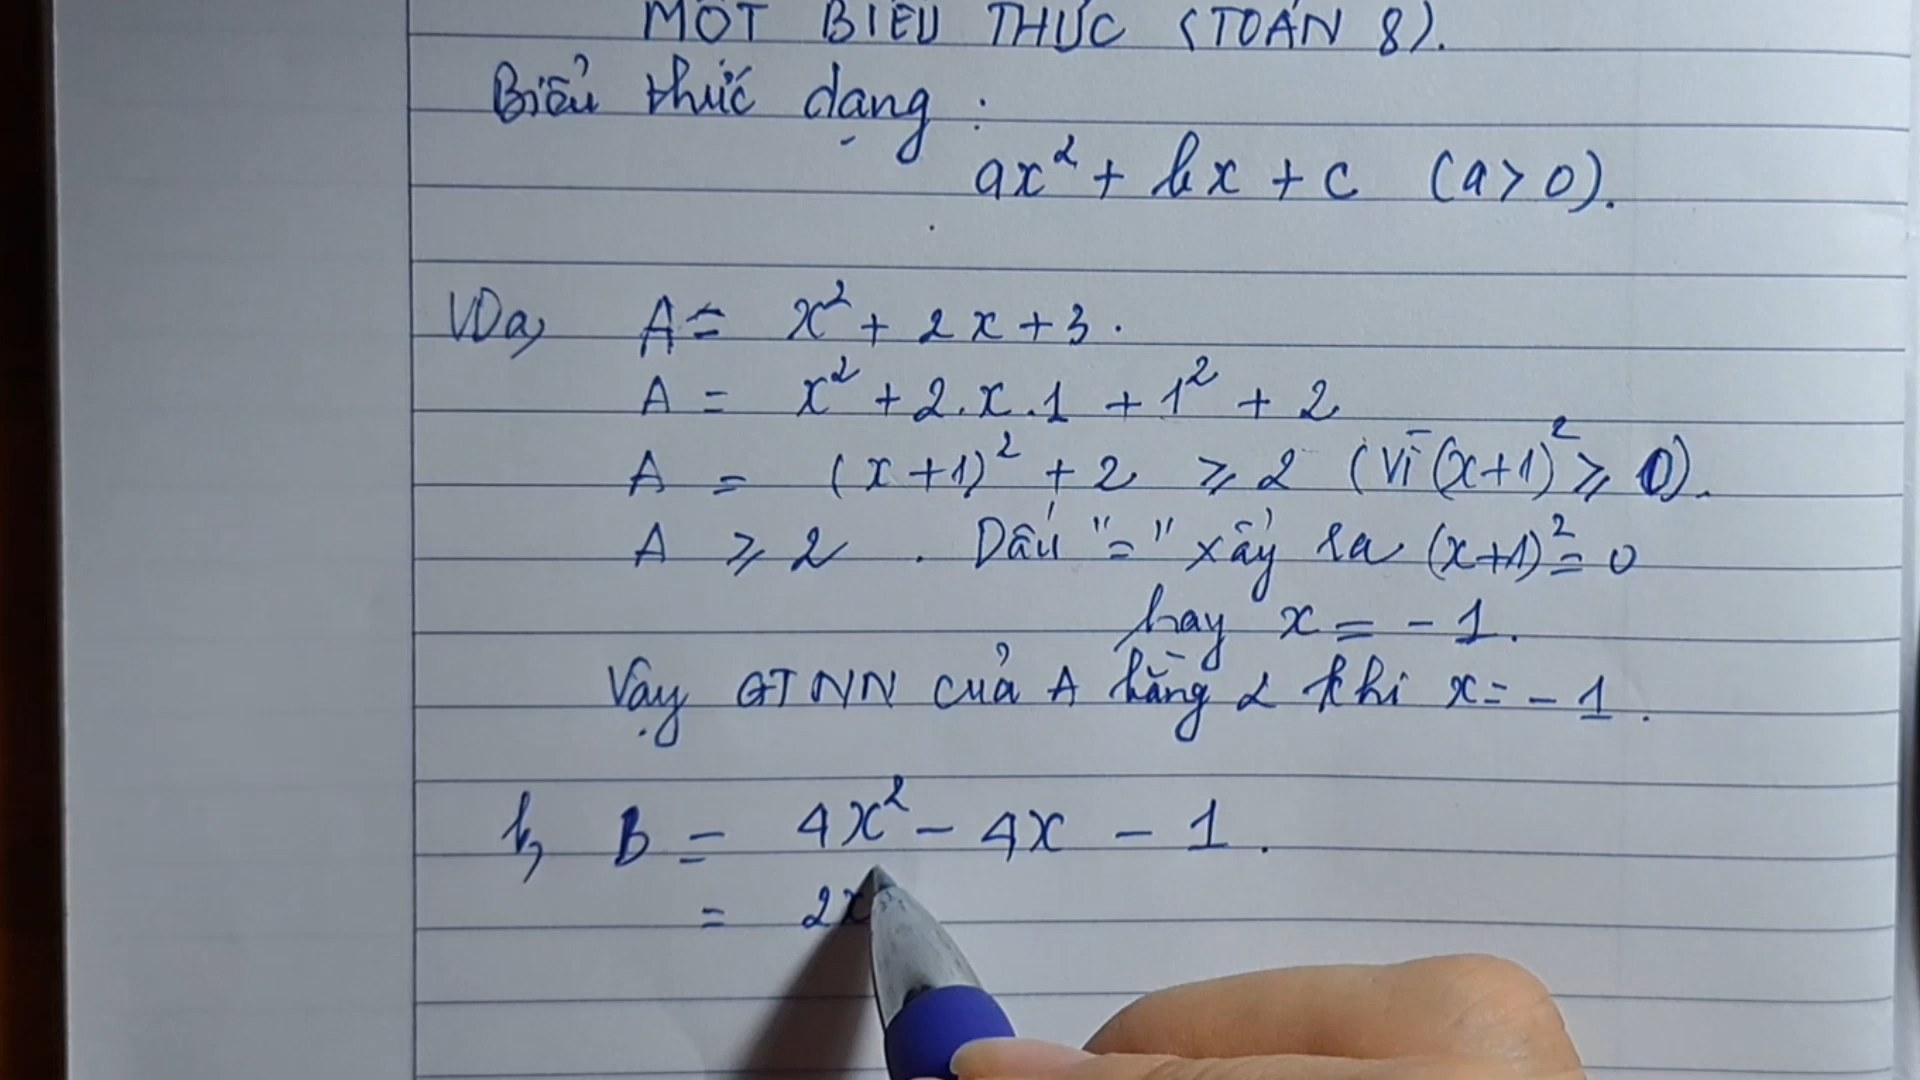 MỘT BIỂU THỨC (TOÁN 8).
Biểu thức dạng :
ax² + bx + c (a > 0).
VD a, A = x² + 2x + 3.
A = x² + 2.x.1 + 1² + 2
A = (x+1)² + 2 ⩾ 2 (Vì (x+1)² ⩾ 0).
A ⩾ 2. Dấu "=" xảy ra (x+1)² = 0
hay x = -1.
Vậy GTNN của A bằng 2 khi x = -1.
b, B = 4x² - 4x - 1.
= 2x